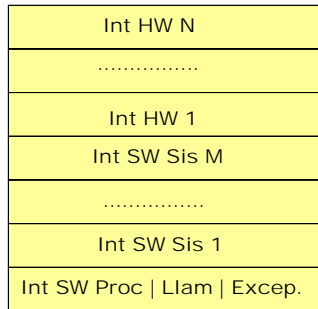 Int HW N
................
Int HW 1
Int SW Sis M
................
Int SW Sis 1
Int SW Proc | Llam | Excep.